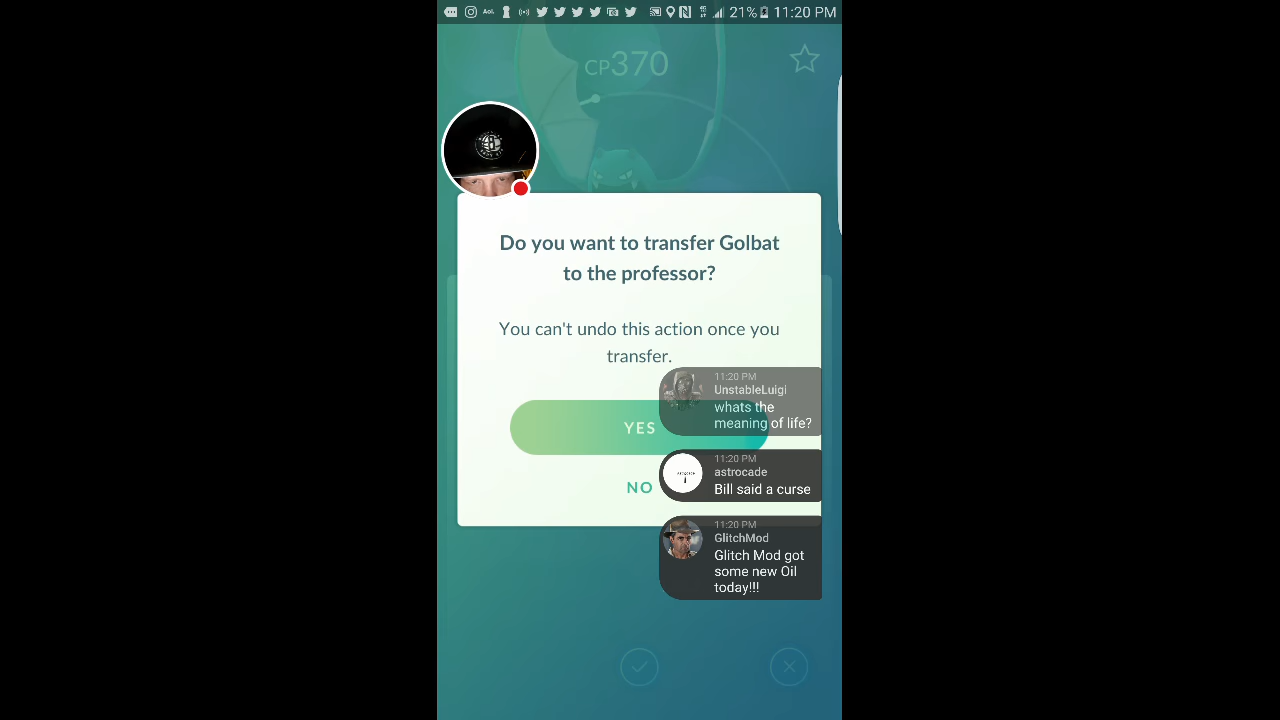 AOL
21% 11:20 PM
CP370
Do you want to transfer Golbat
to the professor?
You can't undo this action once you
transfer.
YES
NO
11:20 PM
UnstableLuigi
whats the
meaning of life?
11:20 PM
astrocade
Bill said a curse
11:20 PM
GlitchMod
Glitch Mod got
some new Oil
today!!!